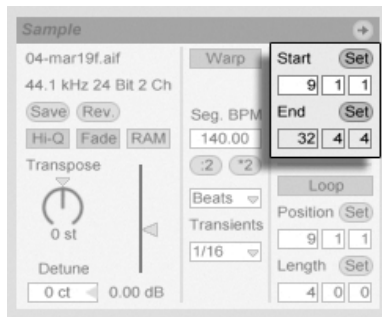 Sample
04-mar19f.aif
44.1 kHz 24 Bit 2 Ch
Save Rev.
Hi-Q Fade RAM
Transpose
0 st
Detune
0 ct 0.00 dB
Warp
Seg. BPM
140.00
:2 *2
Beats
Transients
1/16
Start Set
9 1 1
End Set
32 4 4
Loop
Position Set
9 1 1
Length Set
4 0 0